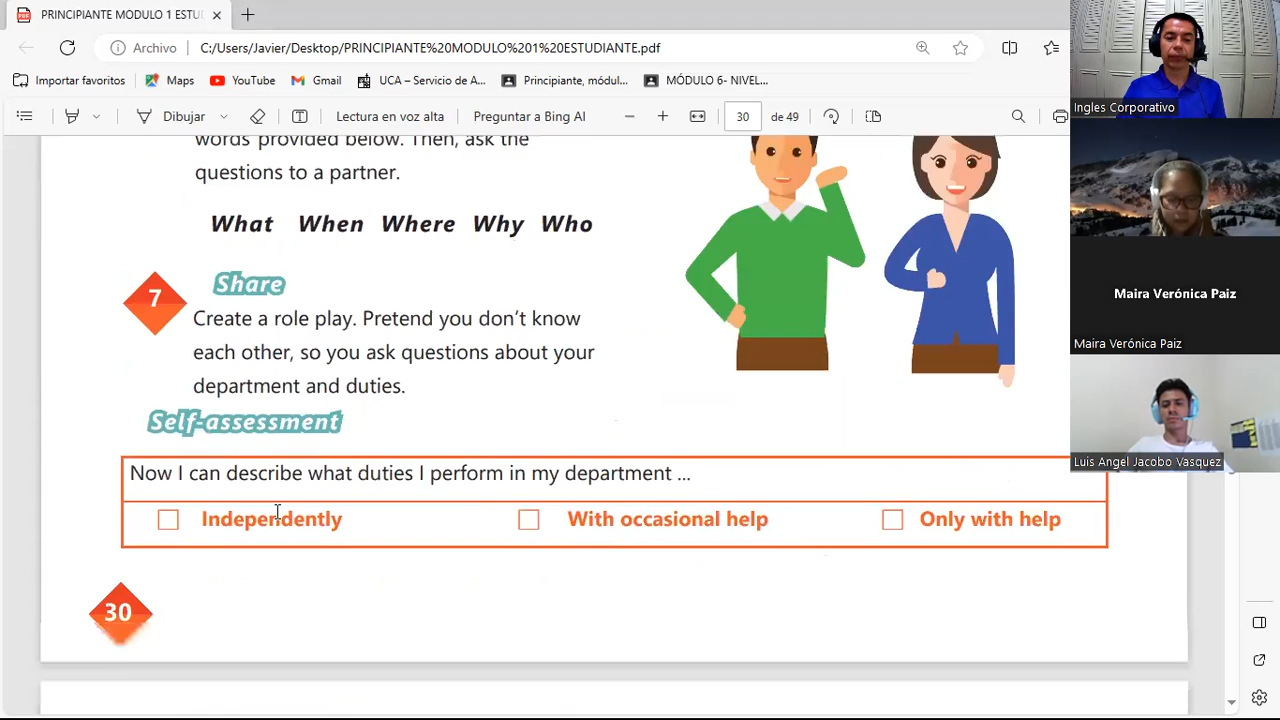 PRINCIPIANTE MODULO 1 ESTU
Archivo
C:/Users/Javier/Desktop/PRINCIPIANTE%20MODULO%201%20ESTUDIANTE.pdf
Importar favoritos
Maps
YouTube
Gmail
UCA – Servicio de A...
Principiante, módul...
MÓDULO 6- NIVEL...
Dibujar
Lectura en voz alta
Preguntar a Bing AI
30
de 49
words provided below. Then, ask the
questions to a partner.
What When Where Why Who
7
Share
Create a role play. Pretend you don't know
each other, so you ask questions about your
department and duties.
Self-assessment
Now I can describe what duties I perform in my department ...
Independently
With occasional help
Only with help
30
Ingles Corporativo
Maira Verónica Paiz
Maira Verónica Paiz
Luis Angel Jacobo Vasquez